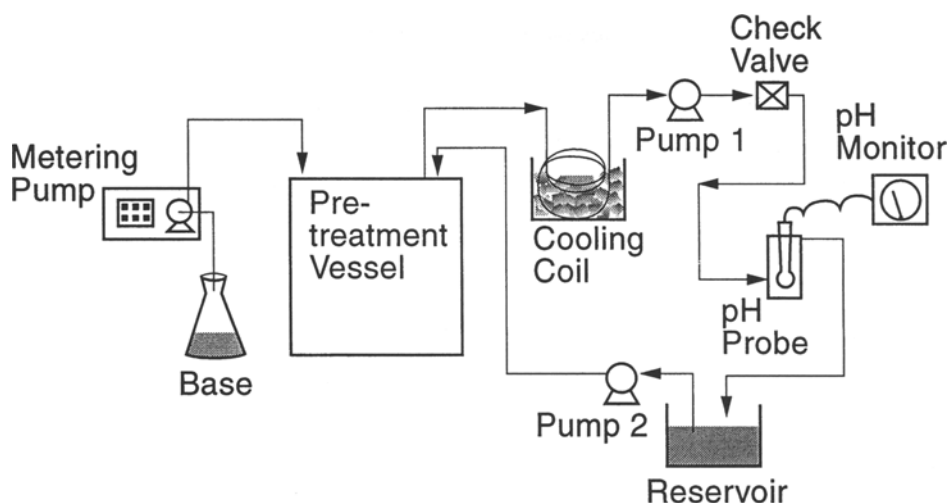 Check
Valve
Pump 1
pH
Monitor
Metering
Pump
Pre-
treatment
Vessel
Cooling
Coil
pH
Probe
Base
Pump 2
Reservoir